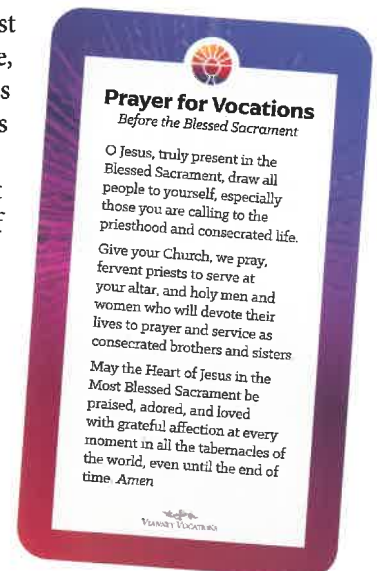 st
e,
s
s
f
Prayer for Vocations
Before the Blessed Sacrament
O Jesus, truly present in the
Blessed Sacrament, draw all
people to yourself, especially
those you are calling to the
priesthood and consecrated life.
Give your Church, we pray,
fervent priests to serve at
your altar, and holy men and
women who will devote their
lives to prayer and service as
consecrated brothers and sisters
May the Heart of Jesus in the
Most Blessed Sacrament be
praised, adored, and loved
with grateful affection at every
moment in all the tabernacles of
the world, even until the end of
time. Amen
Vianney Vocations